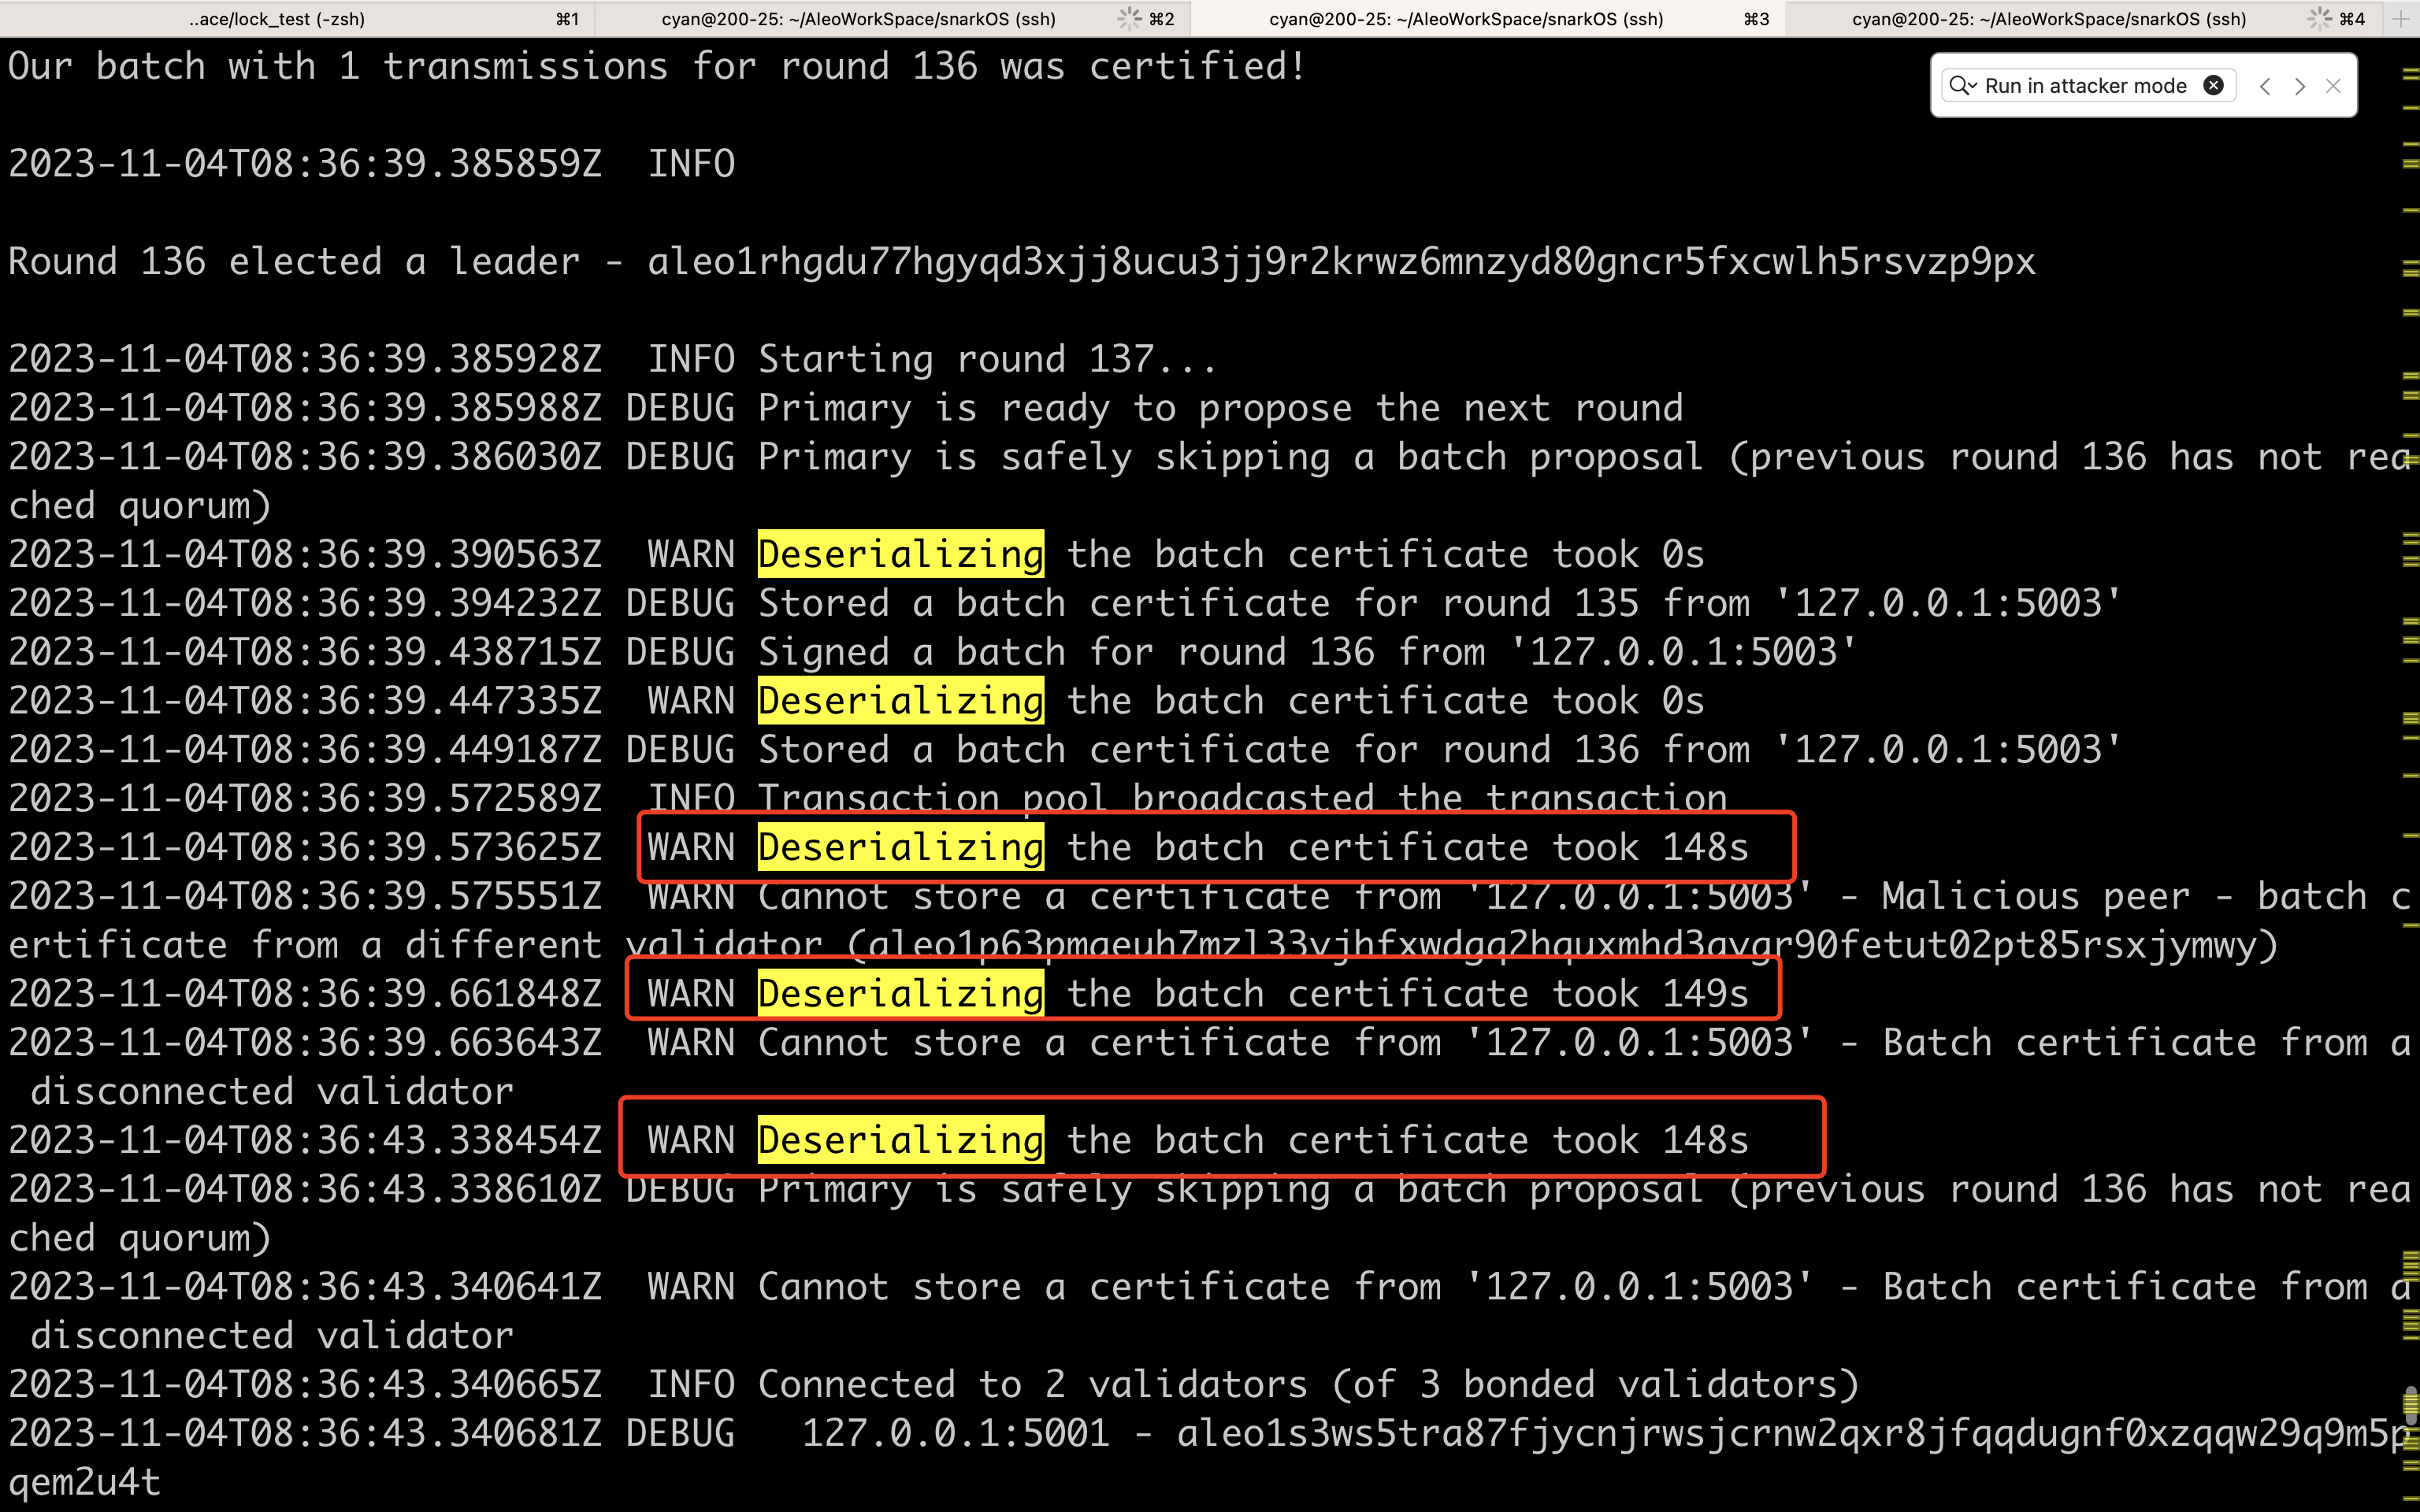 ..ace/lock_test (-zsh) ⌘1 cyan@200-25: ~/AleoWorkSpace/snarkOS (ssh) ⌘2 cyan@200-25: ~/AleoWorkSpace/snarkOS (ssh) ⌘3 cyan@200-25: ~/AleoWorkSpace/snarkOS (ssh) ⌘4
Our batch with 1 transmissions for round 136 was certified!
Run in attacker mode
2023-11-04T08:36:39.385859Z  INFO
Round 136 elected a leader - aleo1rhgdu77hgyqd3xjj8ucu3jj9r2krwz6mnzyd80gncr5fxcwlh5rsvzp9px
2023-11-04T08:36:39.385928Z  INFO Starting round 137...
2023-11-04T08:36:39.385988Z DEBUG Primary is ready to propose the next round
2023-11-04T08:36:39.386030Z DEBUG Primary is safely skipping a batch proposal (previous round 136 has not rea
ched quorum)
2023-11-04T08:36:39.390563Z  WARN Deserializing the batch certificate took 0s
2023-11-04T08:36:39.394232Z DEBUG Stored a batch certificate for round 135 from '127.0.0.1:5003'
2023-11-04T08:36:39.438715Z DEBUG Signed a batch for round 136 from '127.0.0.1:5003'
2023-11-04T08:36:39.447335Z  WARN Deserializing the batch certificate took 0s
2023-11-04T08:36:39.449187Z DEBUG Stored a batch certificate for round 136 from '127.0.0.1:5003'
2023-11-04T08:36:39.572589Z  INFO Transaction pool broadcasted the transaction
2023-11-04T08:36:39.573625Z  WARN Deserializing the batch certificate took 148s
2023-11-04T08:36:39.575551Z  WARN Cannot store a certificate from '127.0.0.1:5003' - Malicious peer - batch c
ertificate from a different validator (aleo1p63pmqeuh7mzl33vjhfxwdgq2hquxmhd3avgr90fetut02pt85rsxjymwy)
2023-11-04T08:36:39.661848Z  WARN Deserializing the batch certificate took 149s
2023-11-04T08:36:39.663643Z  WARN Cannot store a certificate from '127.0.0.1:5003' - Batch certificate from a
 disconnected validator
2023-11-04T08:36:43.338454Z  WARN Deserializing the batch certificate took 148s
2023-11-04T08:36:43.338610Z DEBUG Primary is safely skipping a batch proposal (previous round 136 has not rea
ched quorum)
2023-11-04T08:36:43.340641Z  WARN Cannot store a certificate from '127.0.0.1:5003' - Batch certificate from a
 disconnected validator
2023-11-04T08:36:43.340665Z  INFO Connected to 2 validators (of 3 bonded validators)
2023-11-04T08:36:43.340681Z DEBUG   127.0.0.1:5001 - aleo1s3ws5tra87fjycnjrwsjcrnw2qxr8jfqqdugnf0xzqqw29q9m5p
qem2u4t